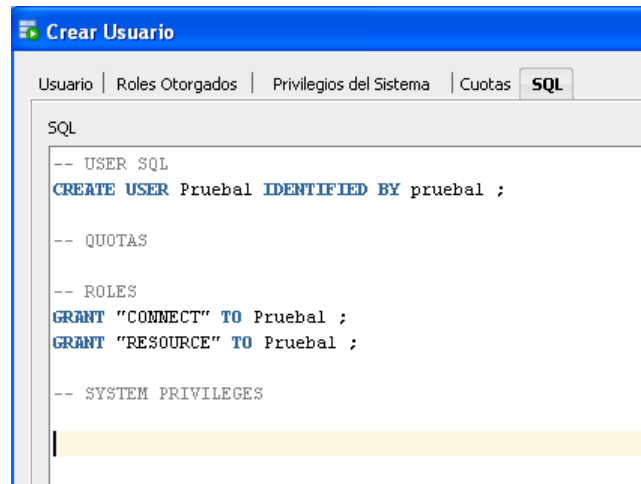 Crear Usuario
Usuario | Roles Otorgados | Privilegios del Sistema | Cuotas SQL
SQL
-- USER SQL
CREATE USER Prueba1 IDENTIFIED BY prueba1 ;
-- QUOTAS
-- ROLES
GRANT "CONNECT" TO Prueba1 ;
GRANT "RESOURCE" TO Prueba1 ;
-- SYSTEM PRIVILEGES